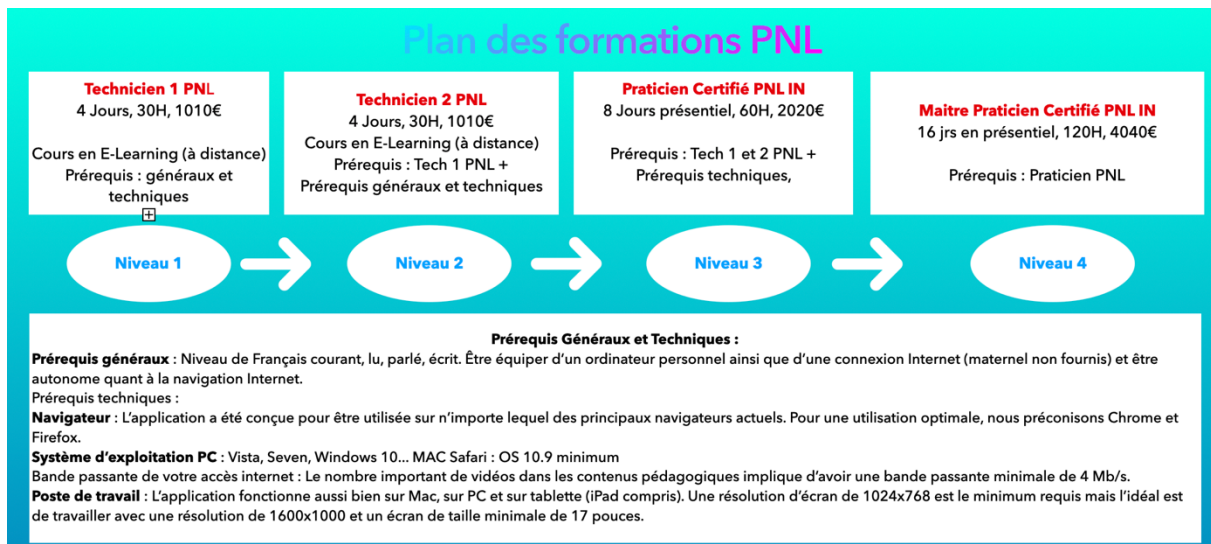 Plan des formations PNL
Technicien 1 PNL
4 Jours, 30H, 1010€
Cours en E-Learning (à distance)
Prérequis : généraux et
techniques
Technicien 2 PNL
4 Jours, 30H, 1010€
Cours en E-Learning (à distance)
Prérequis : Tech 1 PNL +
Prérequis généraux et techniques
Praticien Certifié PNL IN
8 Jours présentiel, 60H, 2020€
Prérequis : Tech 1 et 2 PNL +
Prérequis techniques,
Maitre Praticien Certifié PNL IN
16 jrs en présentiel, 120H, 4040€
Prérequis : Praticien PNL
Niveau 1
Niveau 2
Niveau 3
Niveau 4
Prérequis Généraux et Techniques :
Prérequis généraux : Niveau de Français courant, lu, parlé, écrit. Être équiper d'un ordinateur personnel ainsi que d'une connexion Internet (maternel non fournis) et être
autonome quant à la navigation Internet.
Prérequis techniques :
Navigateur : L'application a été conçue pour être utilisée sur n'importe lequel des principaux navigateurs actuels. Pour une utilisation optimale, nous préconisons Chrome et
Firefox.
Système d'exploitation PC : Vista, Seven, Windows 10... MAC Safari : OS 10.9 minimum
Bande passante de votre accès internet : Le nombre important de vidéos dans les contenus pédagogiques implique d'avoir une bande passante minimale de 4 Mb/s.
Poste de travail : L'application fonctionne aussi bien sur Mac, sur PC et sur tablette (iPad compris). Une résolution d'écran de 1024x768 est le minimum requis mais l'idéal est
de travailler avec une résolution de 1600x1000 et un écran de taille minimale de 17 pouces.